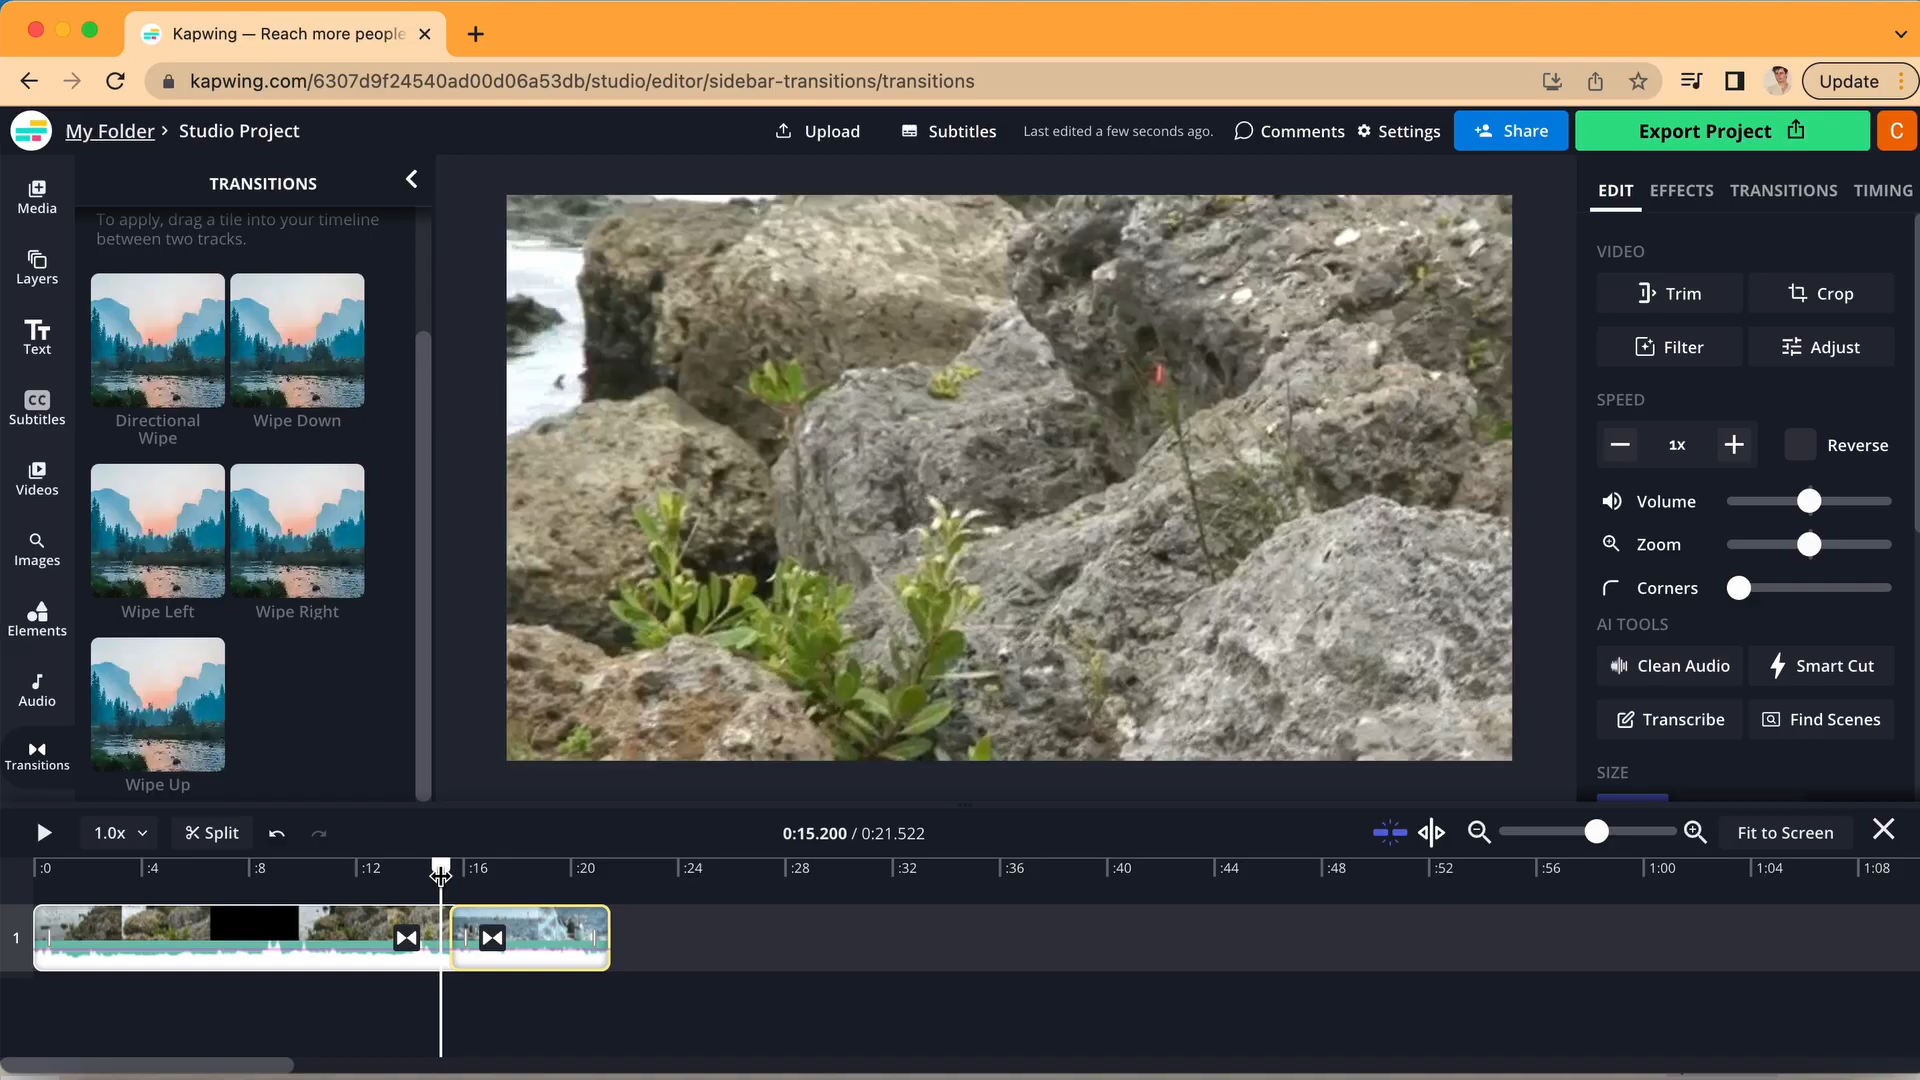 Kapwing — Reach more people
kapwing.com/6307d9f24540ad00d06a53db/studio/editor/sidebar-transitions/transitions
Update
My Folder › Studio Project
Upload
Subtitles
Last edited a few seconds ago.
Comments
Settings
Share
Export Project
C
Media
Layers
Text
CC
Subtitles
Videos
Images
Elements
Audio
Transitions
TRANSITIONS
To apply, drag a tile into your timeline
between two tracks.
Directional
Wipe
Wipe Down
Wipe Left
Wipe Right
Wipe Up
EDIT
EFFECTS
TRANSITIONS
TIMING
VIDEO
Trim
Crop
Filter
Adjust
SPEED
1x
Reverse
Volume
Zoom
Corners
AI TOOLS
Clean Audio
Smart Cut
Transcribe
Find Scenes
SIZE
1.0x
Split
0:15.200 / 0:21.522
Fit to Screen
:0 :4 :8 :12 :16 :20 :24 :28 :32 :36 :40 :44 :48 :52 :56 1:00 1:04 1:08
1